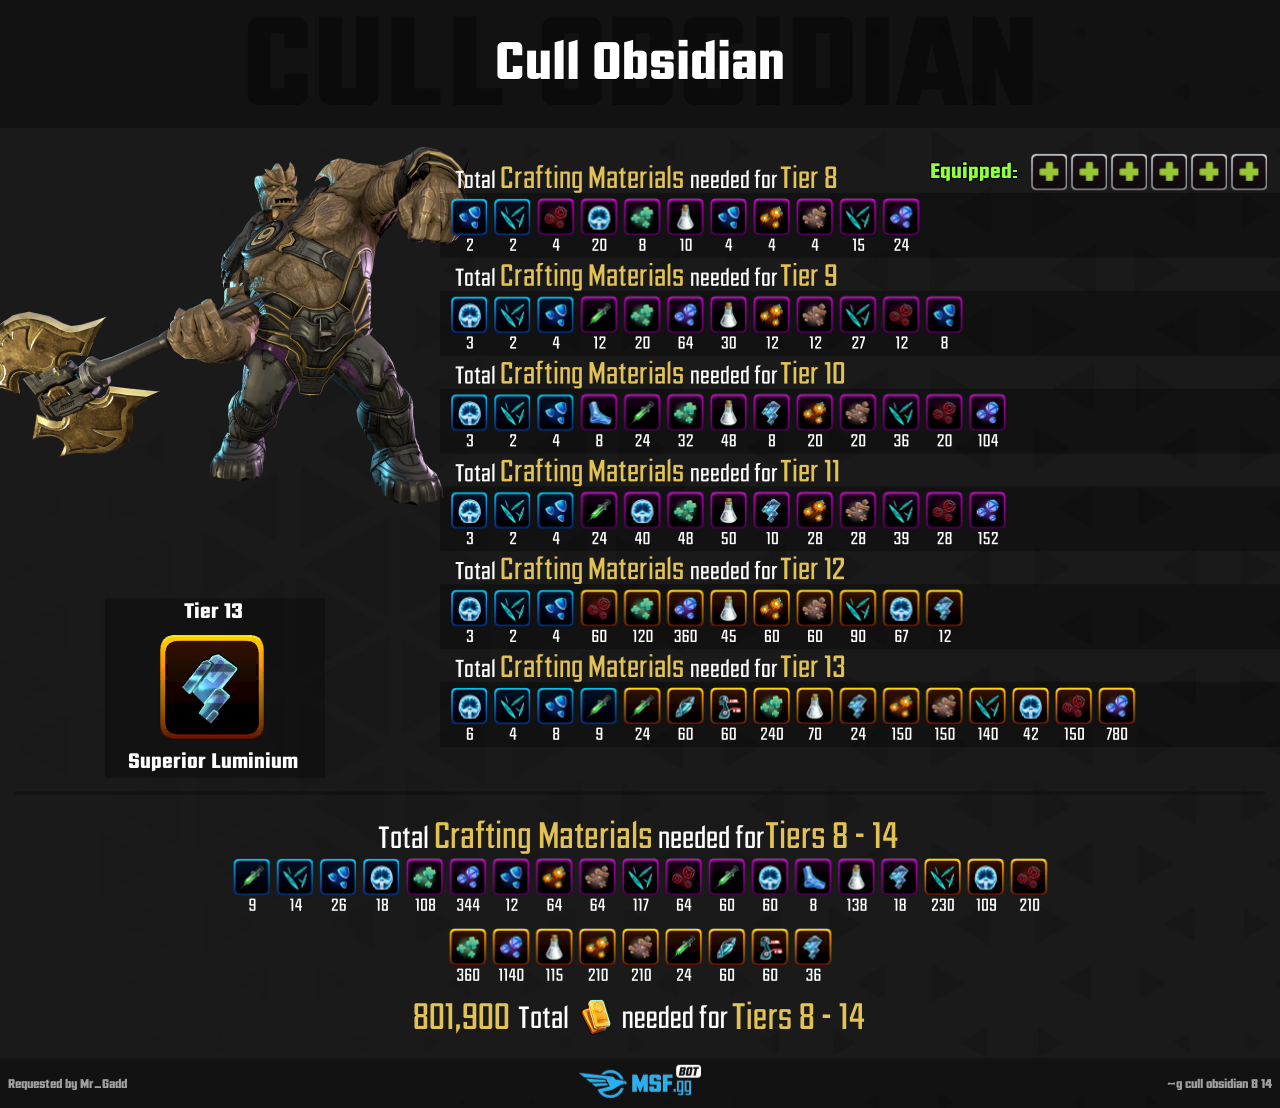 CULL OBSIDIAN
Cull Obsidian
Equipped:
Total Crafting Materials needed for Tier 8
2 2 4 20 8 10 4 4 4 15 24
Total Crafting Materials needed for Tier 9
3 2 4 12 20 64 30 12 12 27 12 8
Total Crafting Materials needed for Tier 10
3 2 4 8 24 32 48 8 20 20 36 20 104
Total Crafting Materials needed for Tier 11
3 2 4 24 40 48 50 10 28 28 39 28 152
Total Crafting Materials needed for Tier 12
3 2 4 60 120 360 45 60 60 90 67 12
Total Crafting Materials needed for Tier 13
6 4 8 9 24 60 60 240 70 24 150 150 140 42 150 780
Tier 13
Superior Luminium
Total Crafting Materials needed for Tiers 8 - 14
9 14 26 18 108 344 12 64 64 117 64 60 60 8 138 18 230 109 210
360 1140 115 210 210 24 60 60 36
801,900 Total needed for Tiers 8 - 14
Requested by Mr_Gadd
MSF.gg BOT
~g cull obsidian 8 14